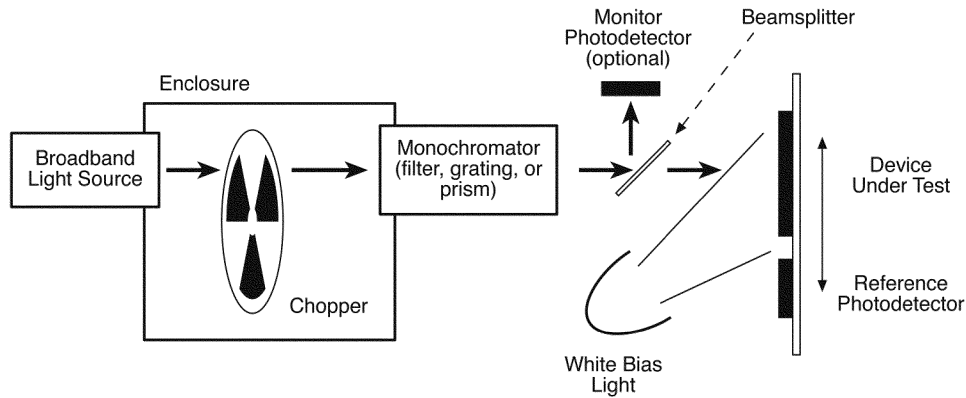 Enclosure
Broadband
Light Source
Chopper
Monochromator
(filter, grating, or
prism)
Monitor
Photodetector
(optional)
Beamsplitter
White Bias
Light
Device
Under Test
Reference
Photodetector